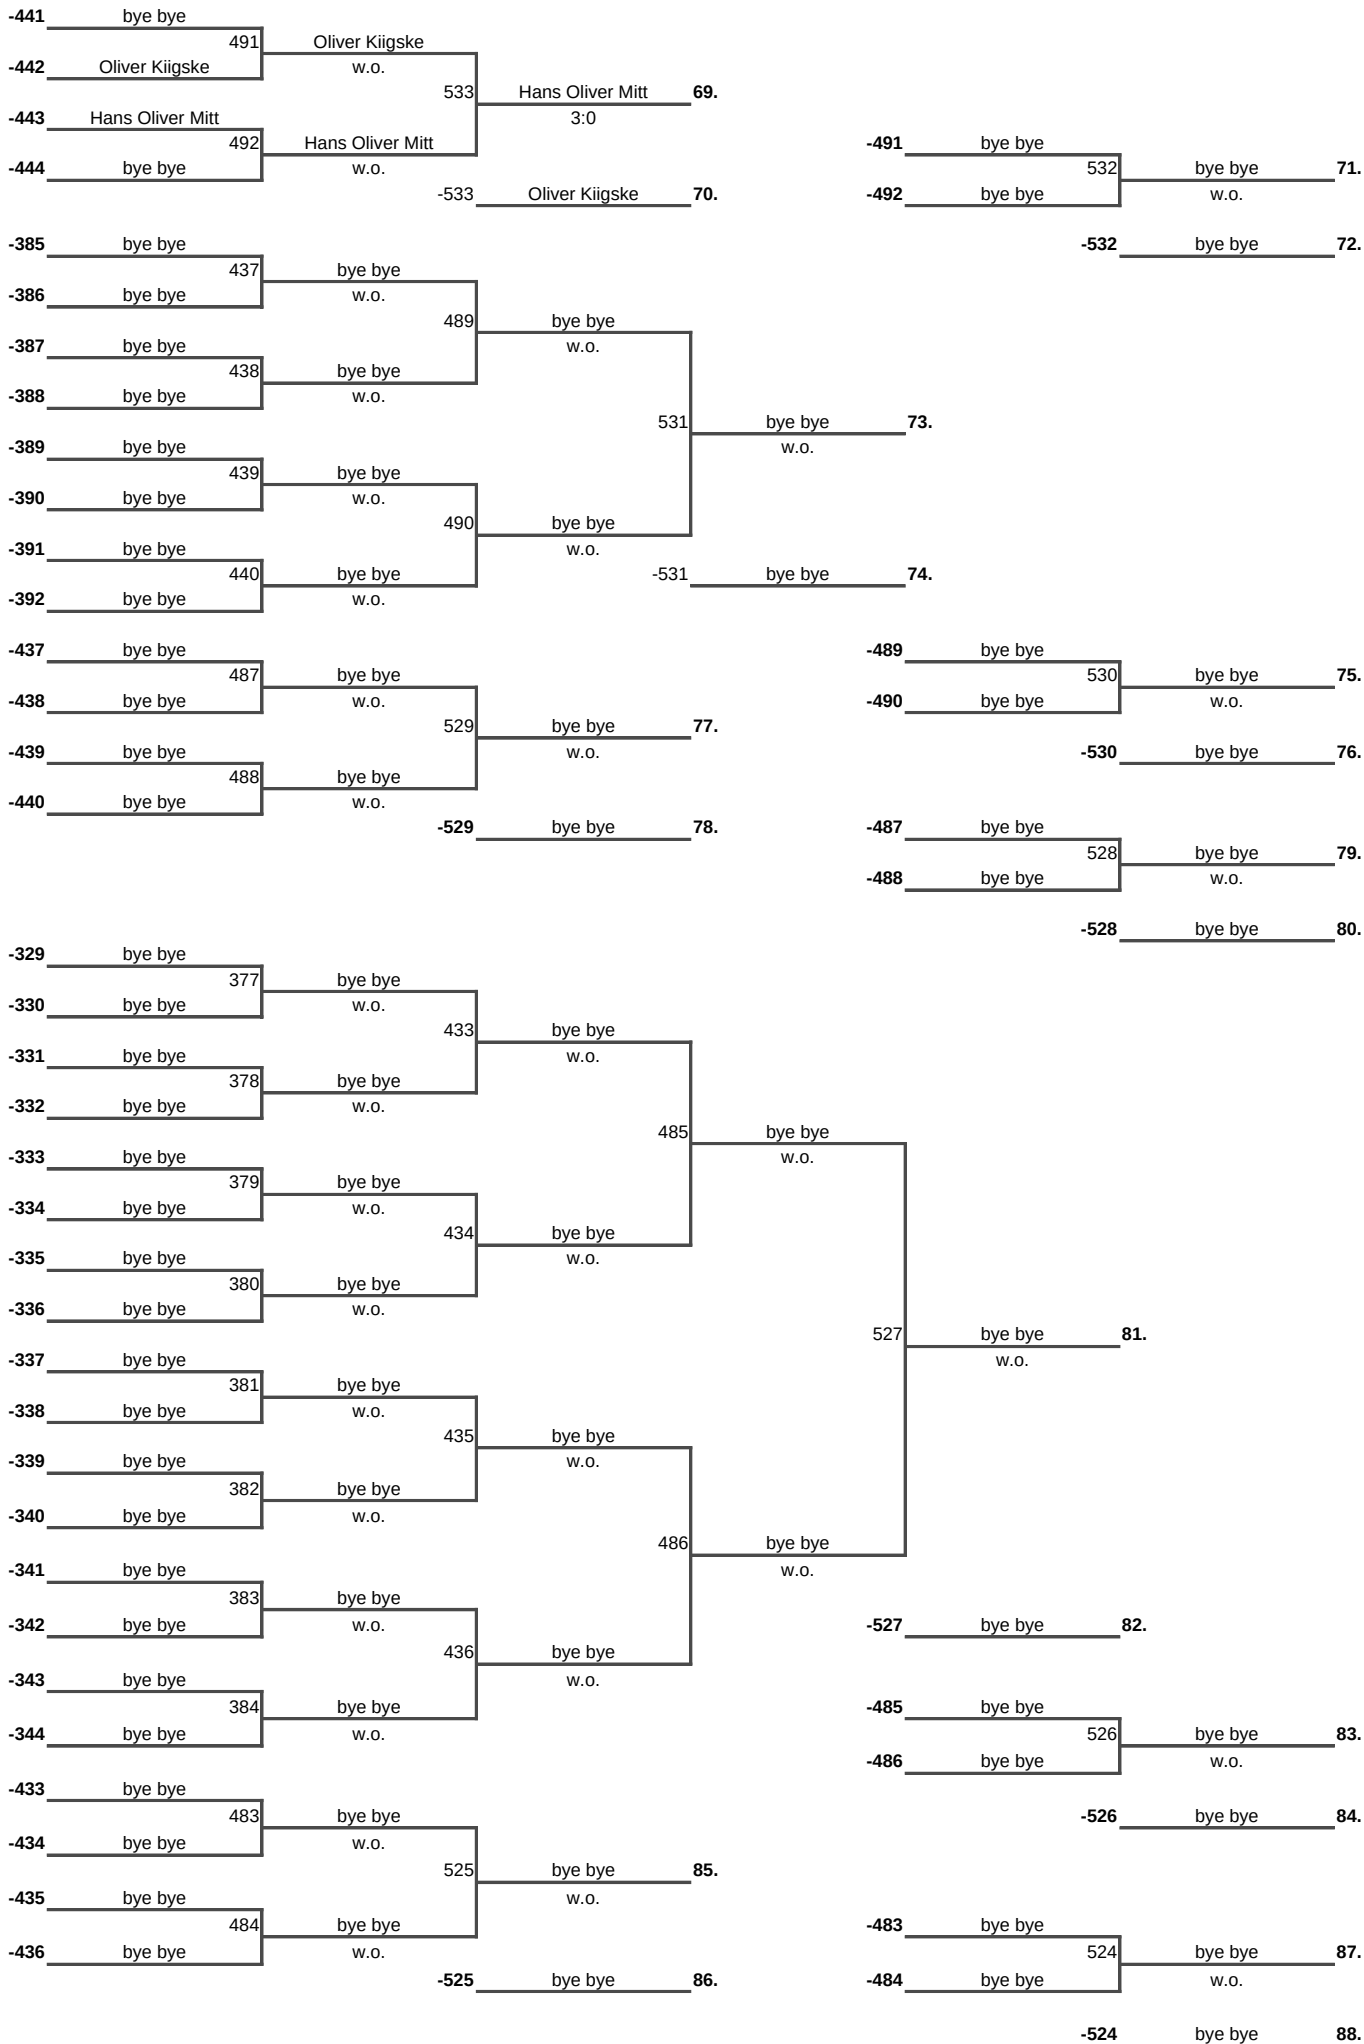 -441 bye bye
491 Oliver Kiigske
-442 Oliver Kiigske w.o.
533 Hans Oliver Mitt 69.
-443 Hans Oliver Mitt 3:0
492 Hans Oliver Mitt -491 bye bye
-444 bye bye w.o. 532 bye bye 71.
-533 Oliver Kiigske 70. -492 bye bye w.o.
-385 bye bye -532 bye bye 72.
437 bye bye
-386 bye bye w.o.
489 bye bye
-387 bye bye w.o.
438 bye bye
-388 bye bye w.o.
531 bye bye 73.
-389 bye bye w.o.
439 bye bye
-390 bye bye w.o.
490 bye bye
-391 bye bye w.o.
440 bye bye -531 bye bye 74.
-392 bye bye w.o.
-437 bye bye -489 bye bye
487 bye bye 530 bye bye 75.
-438 bye bye w.o. -490 bye bye w.o.
529 bye bye 77.
-439 bye bye w.o. -530 bye bye 76.
488 bye bye
-440 bye bye w.o.
-529 bye bye 78. -487 bye bye
528 bye bye 79.
-488 bye bye w.o.
-528 bye bye 80.
-329 bye bye
377 bye bye
-330 bye bye w.o.
433 bye bye
-331 bye bye w.o.
378 bye bye
-332 bye bye w.o.
485 bye bye
-333 bye bye w.o.
379 bye bye
-334 bye bye w.o.
434 bye bye
-335 bye bye w.o.
380 bye bye
-336 bye bye w.o.
527 bye bye 81.
-337 bye bye w.o.
381 bye bye
-338 bye bye w.o.
435 bye bye
-339 bye bye w.o.
382 bye bye
-340 bye bye w.o.
486 bye bye
-341 bye bye w.o.
383 bye bye
-342 bye bye w.o. -527 bye bye 82.
436 bye bye
-343 bye bye w.o.
384 bye bye -485 bye bye
-344 bye bye w.o. 526 bye bye 83.
-486 bye bye w.o.
-433 bye bye
483 bye bye -526 bye bye 84.
-434 bye bye w.o.
525 bye bye 85.
-435 bye bye w.o.
484 bye bye -483 bye bye
-436 bye bye w.o. 524 bye bye 87.
-525 bye bye 86. -484 bye bye w.o.
-524 bye bye 88.